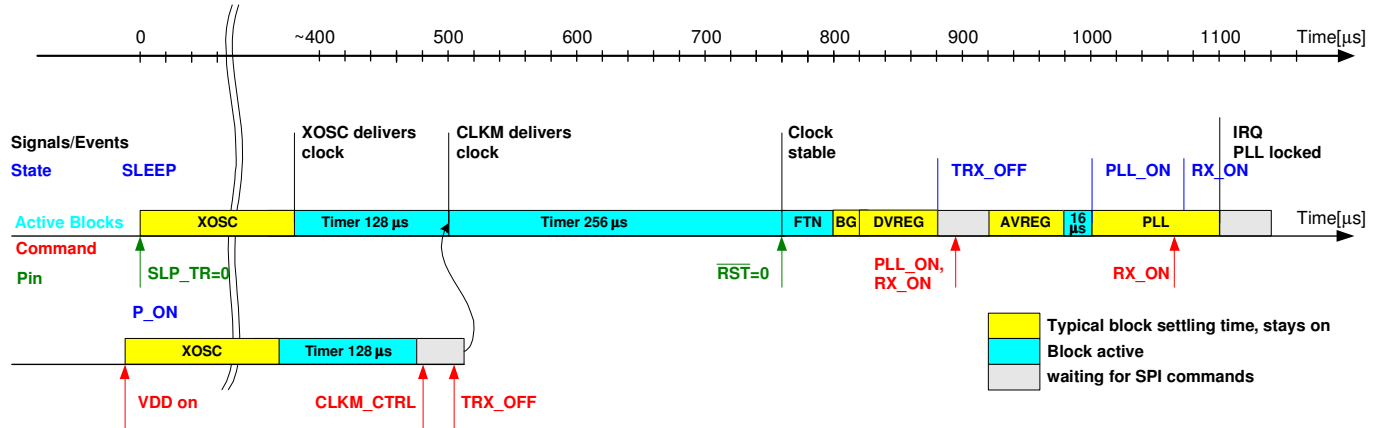 0 ~400 500 600 700 800 900 1000 1100 Time[µs]
Signals/Events
XOSC delivers
clock
CLKM delivers
clock
Clock
stable
IRQ
PLL locked
State SLEEP TRX_OFF PLL_ON RX_ON
Active Blocks XOSC Timer 128 µs Timer 256 µs FTN BG DVREG AVREG 16 µs PLL Time[µs]
Command
Pin SLP_TR=0 RST=0 PLL_ON,
RX_ON RX_ON
P_ON
XOSC Timer 128 µs
VDD on CLKM_CTRL TRX_OFF
Typical block settling time, stays on
Block active
waiting for SPI commands